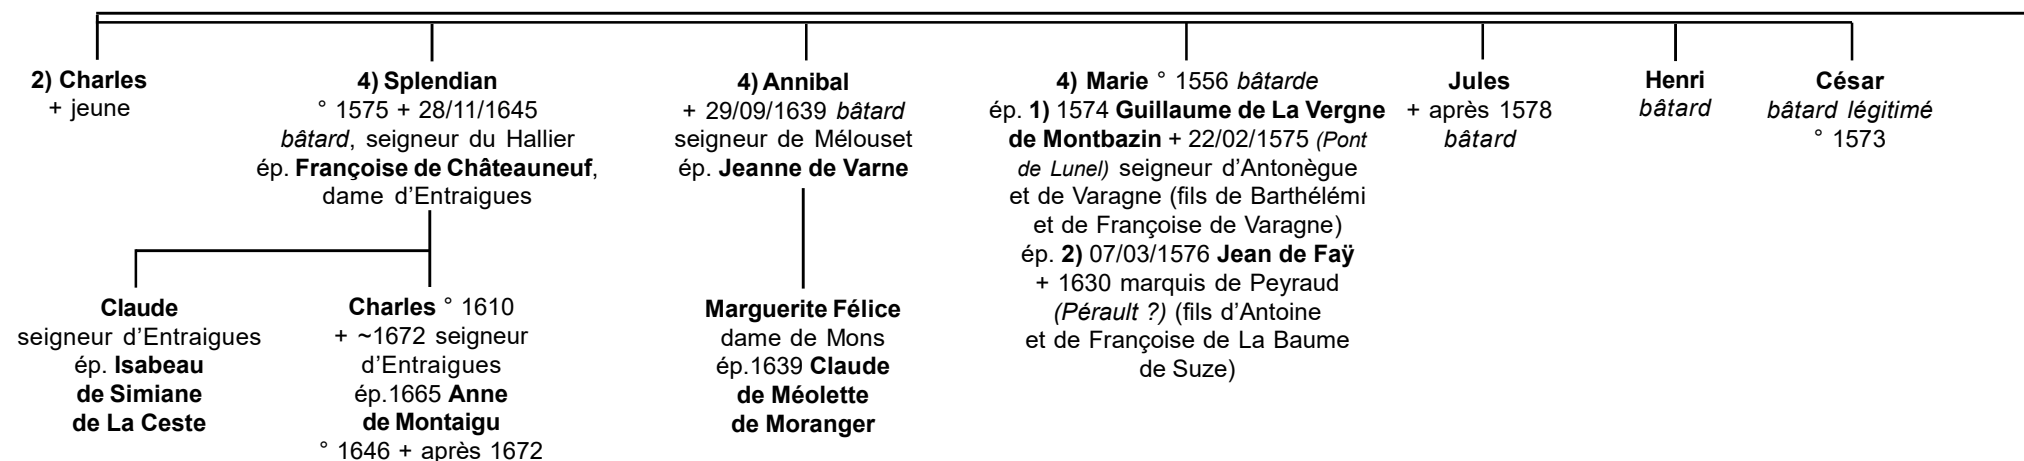 2) Charles
+ jeune
4) Splendian
° 1575 + 28/11/1645
bâtard, seigneur du Hallier
ép. Françoise de Châteauneuf,
dame d’Entraigues
4) Annibal
+ 29/09/1639 bâtard
seigneur de Mélouset
ép. Jeanne de Varne
4) Marie ° 1556 bâtarde
ép. 1) 1574 Guillaume de La Vergne
de Montbazin + 22/02/1575 (Pont
de Lunel) seigneur d’Antonègue
et de Varagne (fils de Barthélémi
et de Françoise de Varagne)
ép. 2) 07/03/1576 Jean de Faÿ
+ 1630 marquis de Peyraud
(Pérault ?) (fils d’Antoine
et de Françoise de La Baume
de Suze)
Jules
+ après 1578
bâtard
Henri
bâtard
César
bâtard légitimé
° 1573
Claude
seigneur d’Entraigues
ép. Isabeau
de Simiane
de La Ceste
Charles ° 1610
+ ~1672 seigneur
d’Entraigues
ép.1665 Anne
de Montaigu
° 1646 + après 1672
Marguerite Félice
dame de Mons
ép.1639 Claude
de Méolette
de Moranger